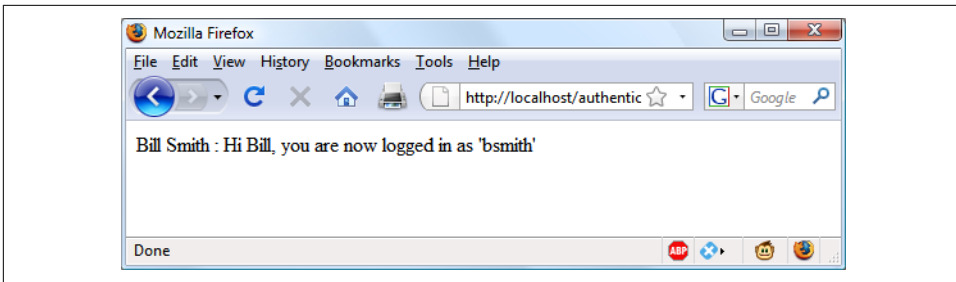 Mozilla Firefox
File Edit View History Bookmarks Tools Help
http://localhost/authentic G Google
Bill Smith : Hi Bill, you are now logged in as 'bsmith'
Done ABP